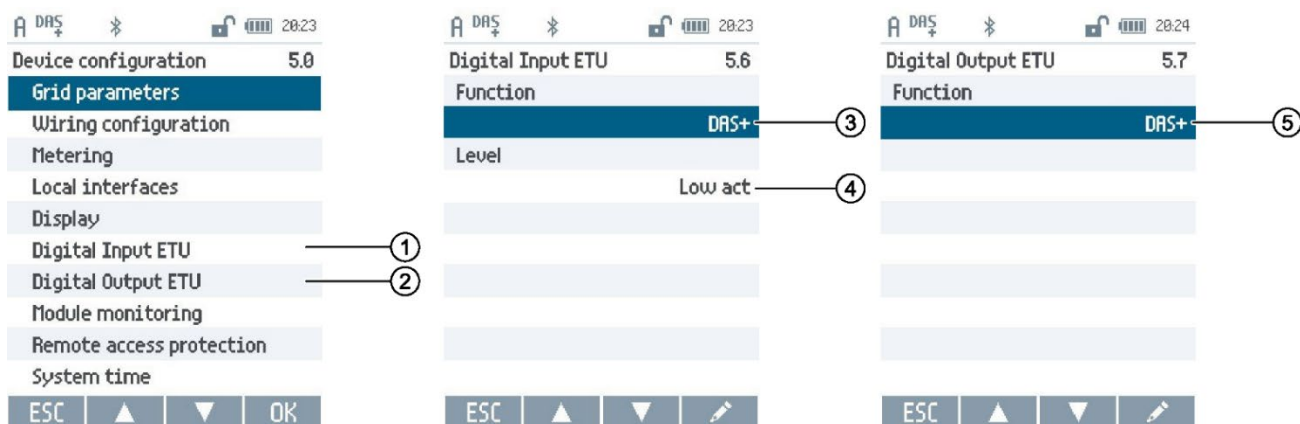 A DAS+ 20:23
Device configuration 5.0
Grid parameters
Wiring configuration
Metering
Local interfaces
Display
Digital Input ETU 1
Digital Output ETU 2
Module monitoring
Remote access protection
System time
ESC OK
A DAS+ 20:23
Digital Input ETU 5.6
Function
DAS+ 3
Level
Low act 4
ESC
A DAS+ 20:24
Digital Output ETU 5.7
Function
DAS+ 5
ESC